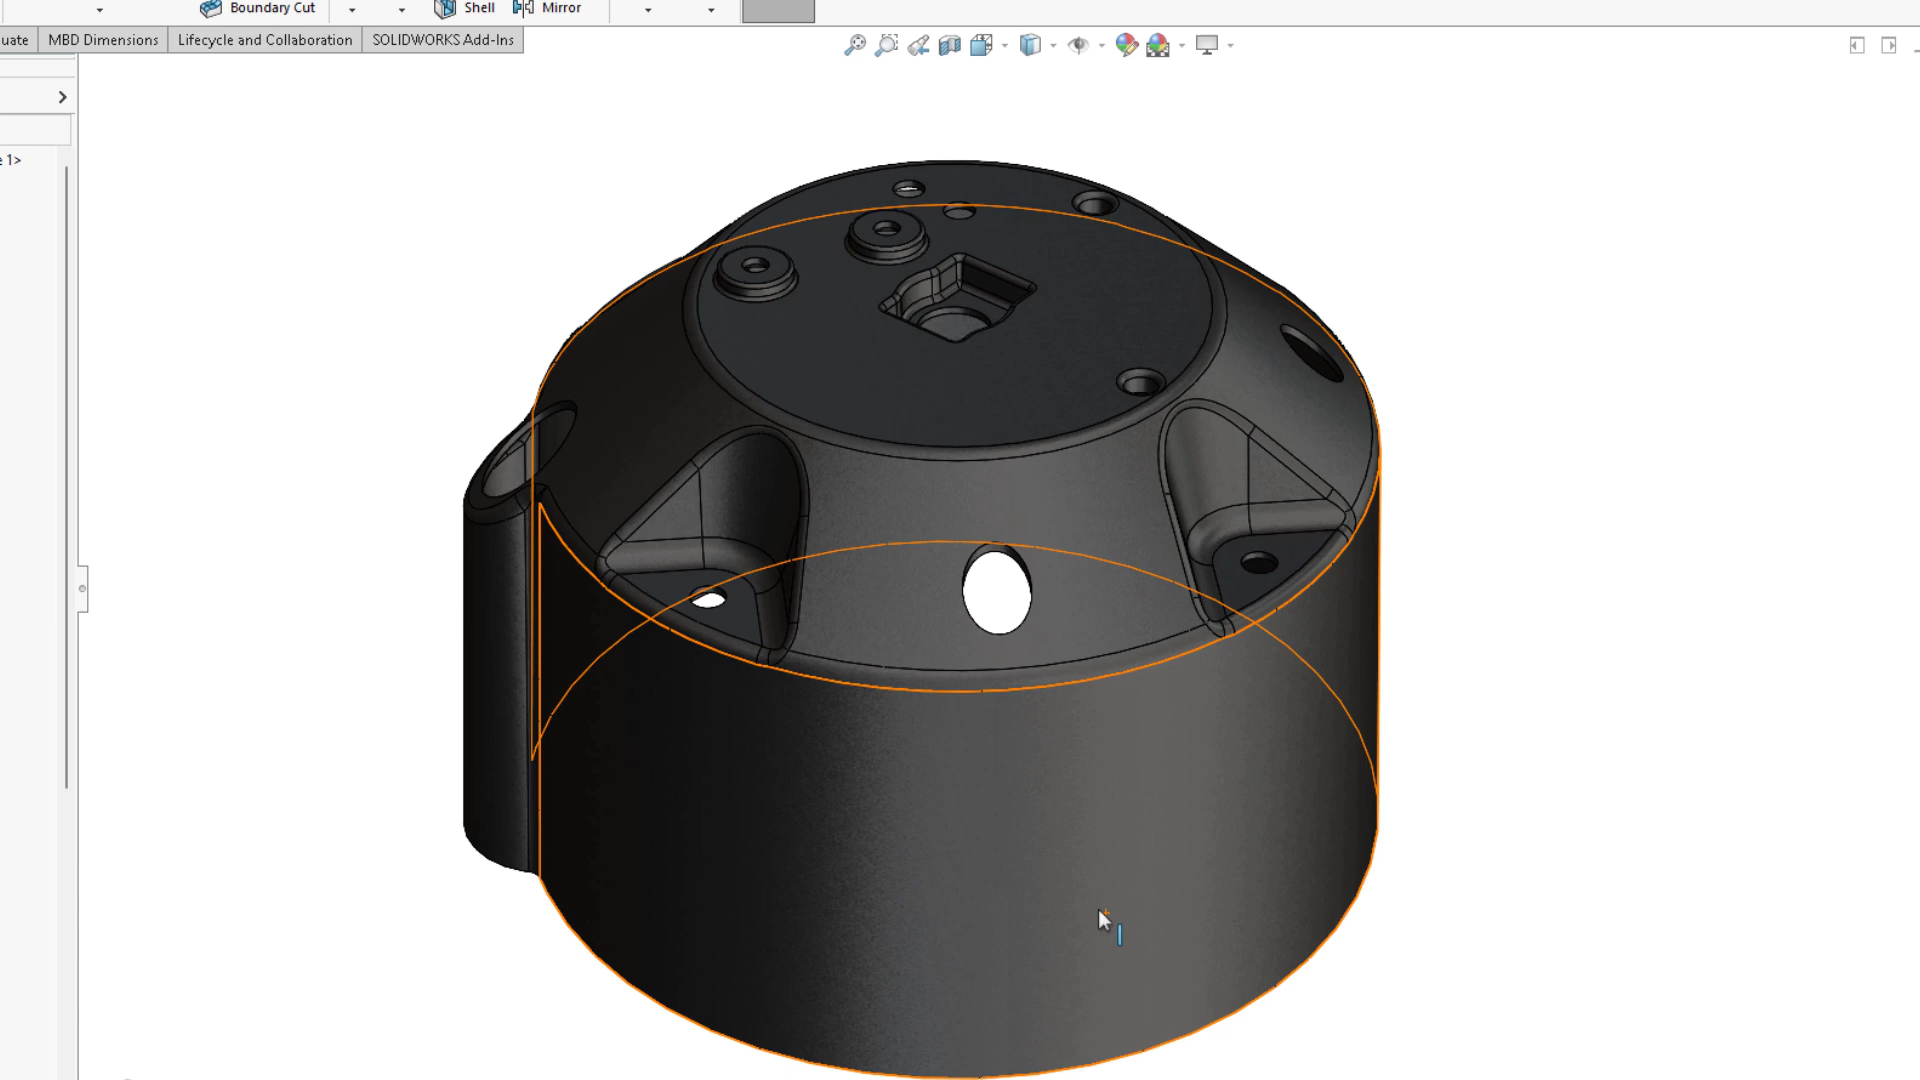 Boundary Cut
Shell
Mirror
uate
MBD Dimensions
Lifecycle and Collaboration
SOLIDWORKS Add-Ins
e 1>